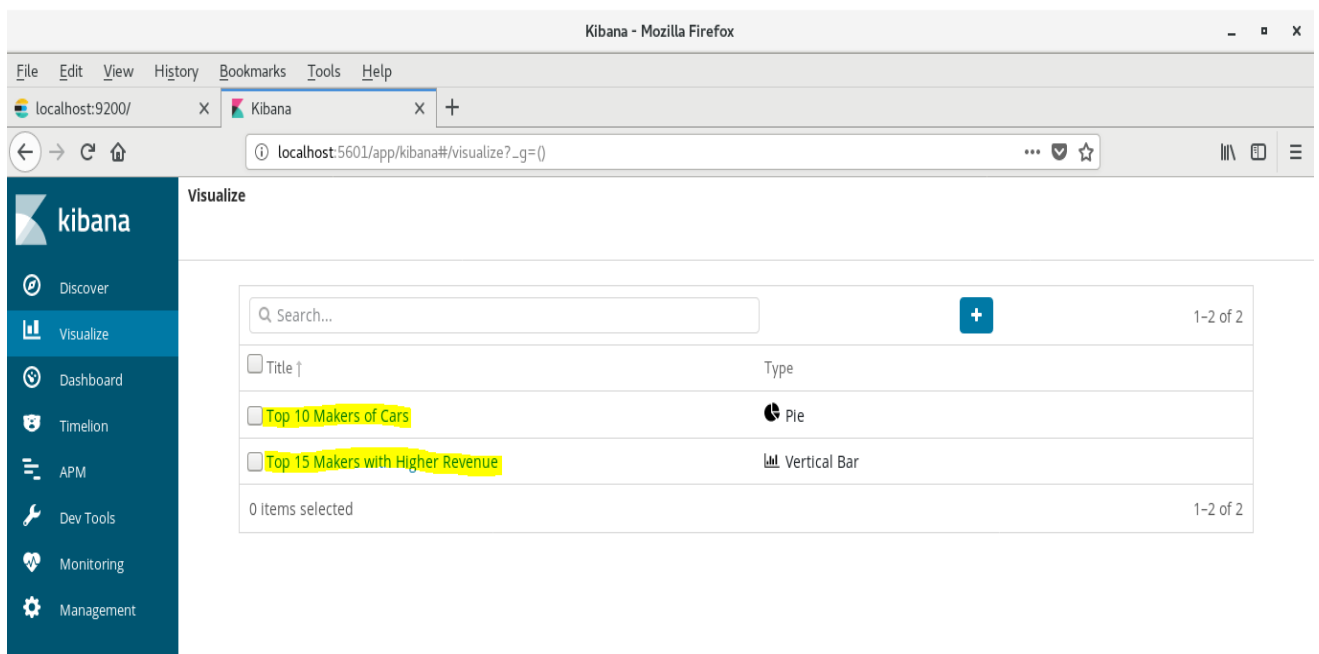 Kibana - Mozilla Firefox
File Edit View History Bookmarks Tools Help
localhost:9200/ Kibana
localhost:5601/app/kibana#/visualize?_g=()
kibana
Visualize
Discover
Visualize
Dashboard
Timelion
APM
Dev Tools
Monitoring
Management
Search... 1–2 of 2
Title ↑ Type
Top 10 Makers of Cars Pie
Top 15 Makers with Higher Revenue Vertical Bar
0 items selected 1–2 of 2